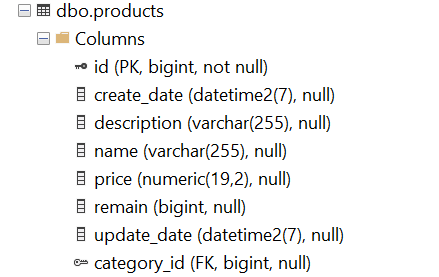 dbo.products
Columns
id (PK, bigint, not null)
create_date (datetime2(7), null)
description (varchar(255), null)
name (varchar(255), null)
price (numeric(19,2), null)
remain (bigint, null)
update_date (datetime2(7), null)
category_id (FK, bigint, null)